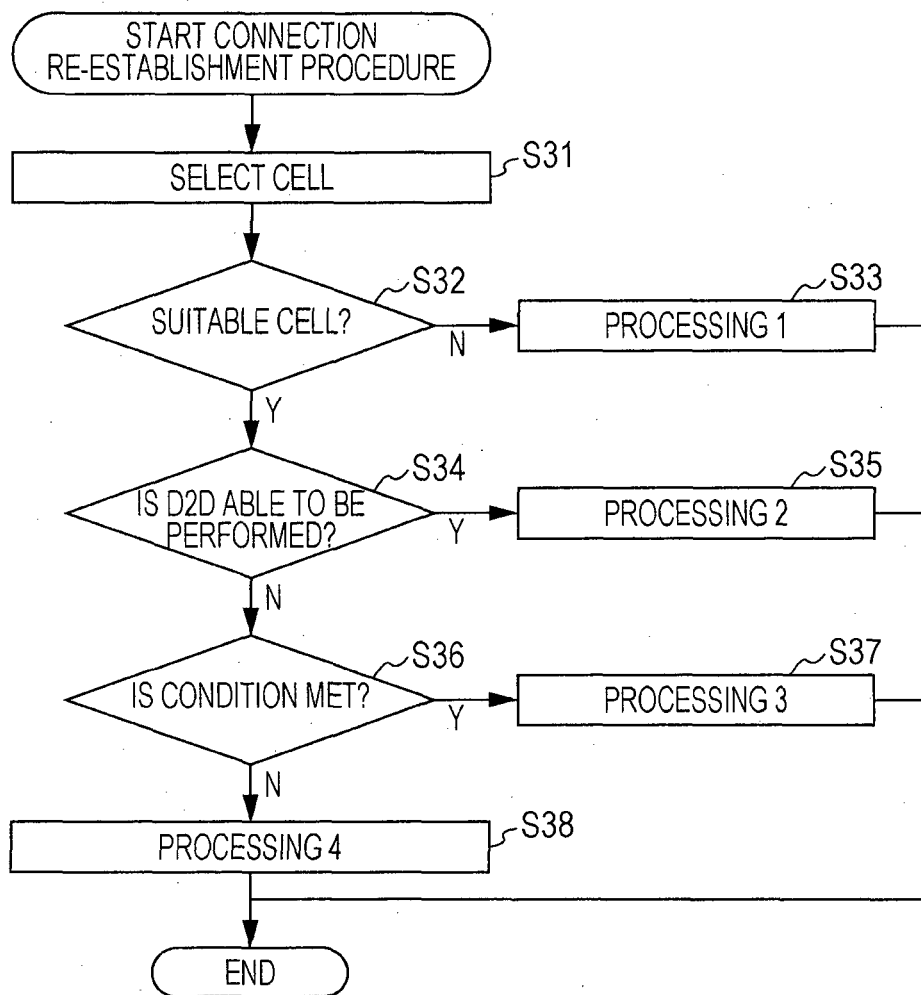 START CONNECTION
RE-ESTABLISHMENT PROCEDURE
S31
SELECT CELL
S32
SUITABLE CELL?
N
S33
PROCESSING 1
Y
S34
IS D2D ABLE TO BE
PERFORMED?
Y
S35
PROCESSING 2
N
S36
IS CONDITION MET?
Y
S37
PROCESSING 3
N
S38
PROCESSING 4
END